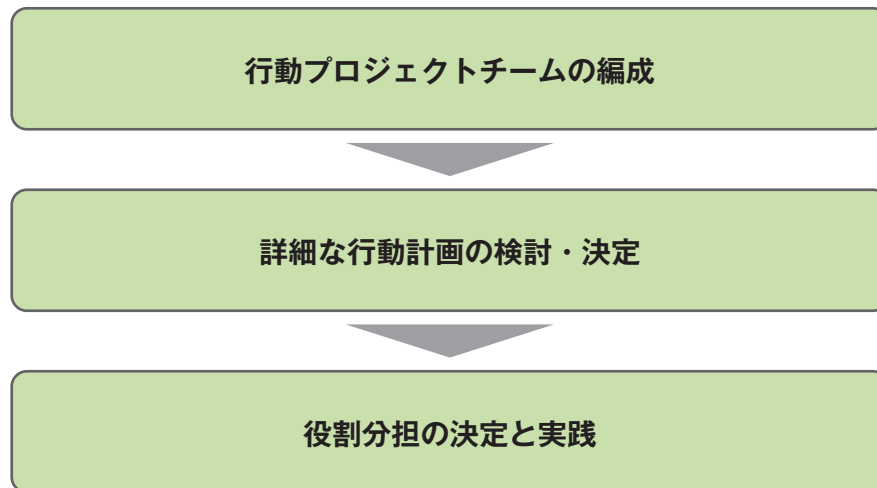 行動プロジェクトチームの編成
詳細な行動計画の検討・決定
役割分担の決定と実践